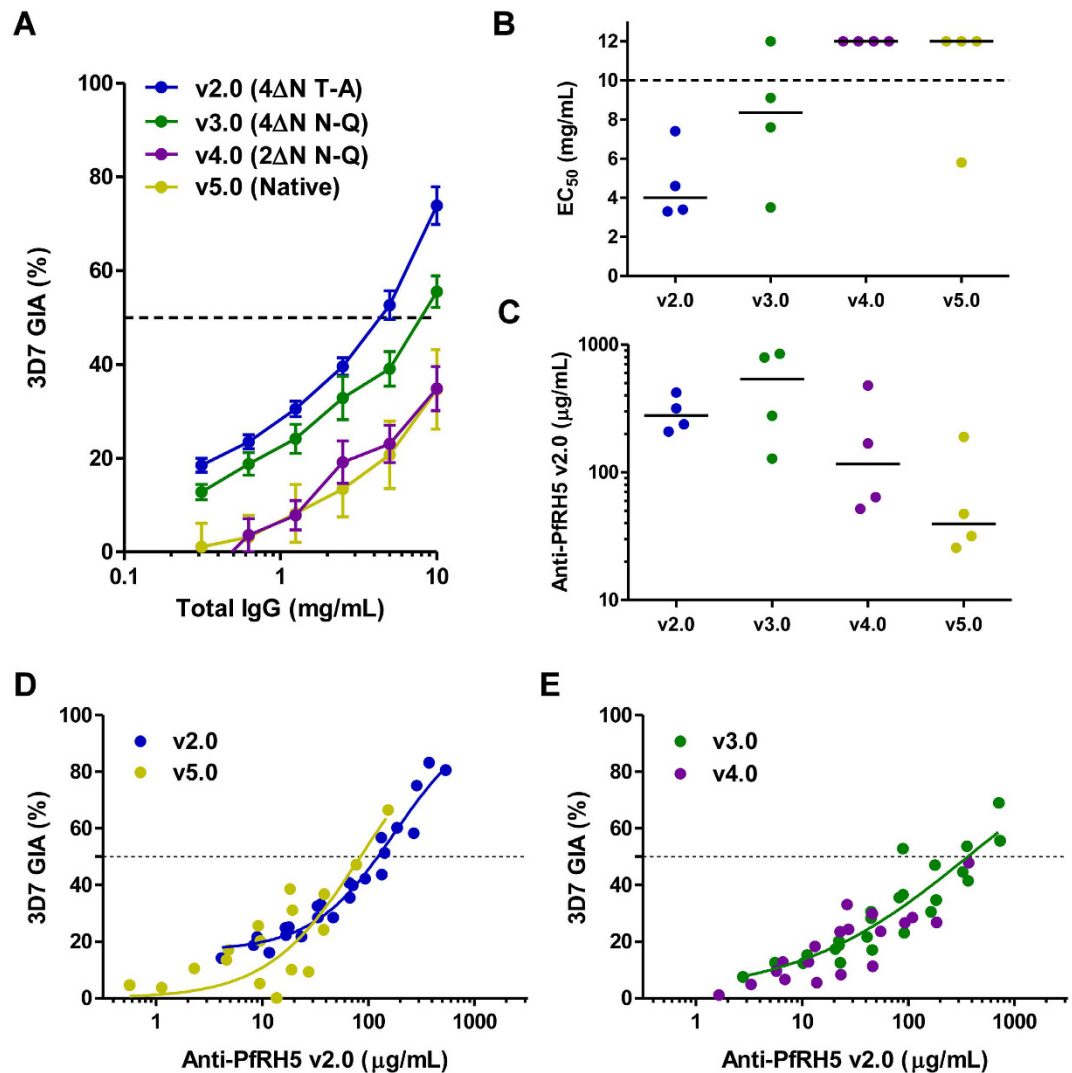 A
3D7 GIA (%)
100
80
60
40
20
0
v2.0 (4ΔN T-A)
v3.0 (4ΔN N-Q)
v4.0 (2ΔN N-Q)
v5.0 (Native)
0.1
1
10
Total IgG (mg/mL)
B
EC50 (mg/mL)
12
10
8
6
4
2
0
v2.0
v3.0
v4.0
v5.0
C
Anti-PfRH5 v2.0 (μg/mL)
1000
100
10
v2.0
v3.0
v4.0
v5.0
D
3D7 GIA (%)
100
80
60
40
20
0
v2.0
v5.0
1
10
100
1000
Anti-PfRH5 v2.0 (μg/mL)
E
3D7 GIA (%)
100
80
60
40
20
0
v3.0
v4.0
1
10
100
1000
Anti-PfRH5 v2.0 (μg/mL)